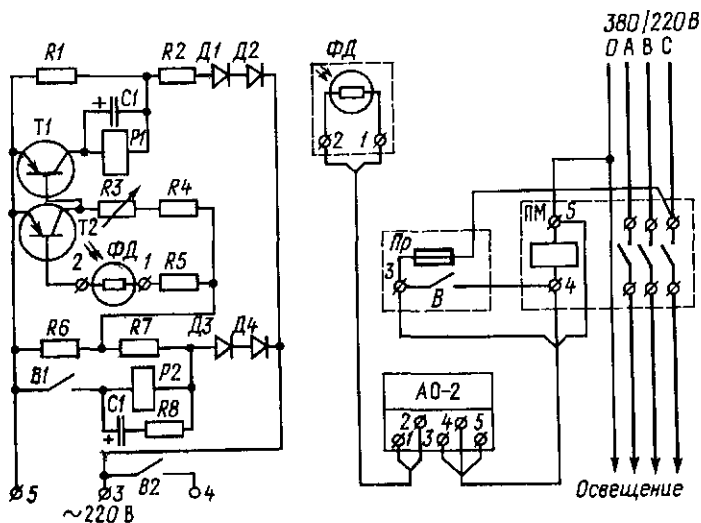 R1
R2
Д1
Д2
+
C1
T1
P1
R3
R4
T2
ФД
2
1
R5
R6
R7
Д3
Д4
B1
P2
C1
+
R8
B2
5
3
4
~220 В
ФД
2
1
380/220 В
0 A B C
ПМ
5
Пр
3
В
4
АО-2
2 4
1 3 5
Освещение